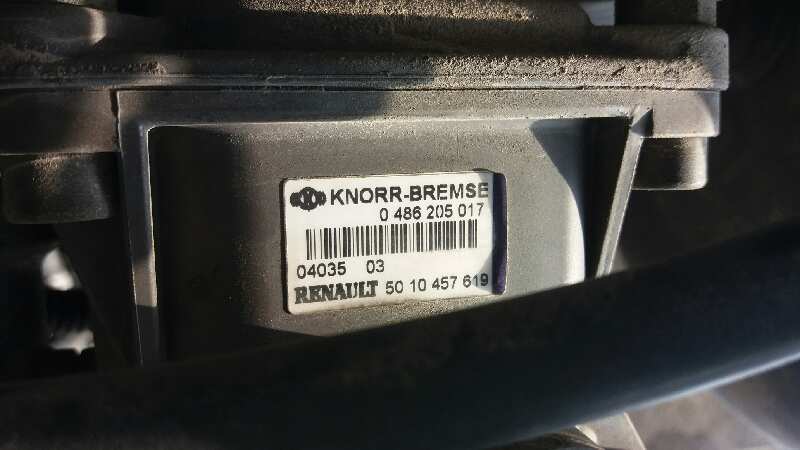 KNORR-BREMSE
0 486 205 017
04035 03
RENAULT 50 10 457 619